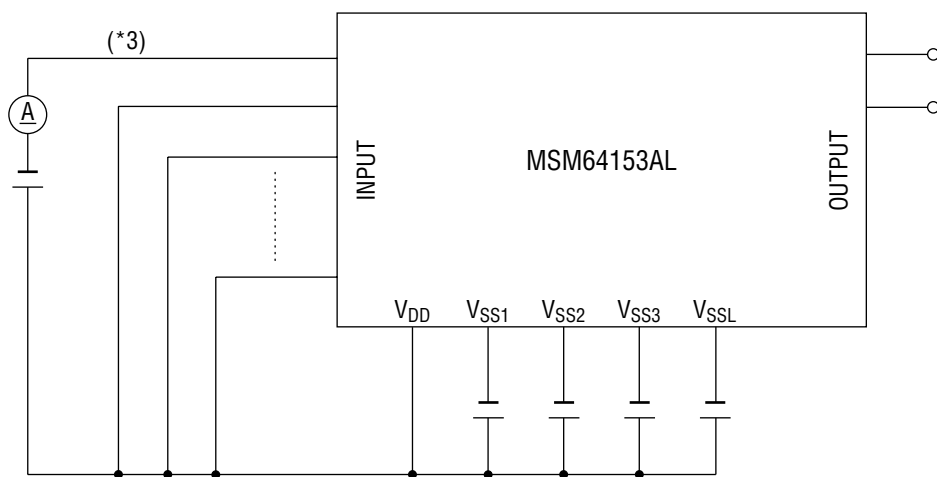 (*3)
A
INPUT
MSM64153AL
OUTPUT
VDD VSS1 VSS2 VSS3 VSSL